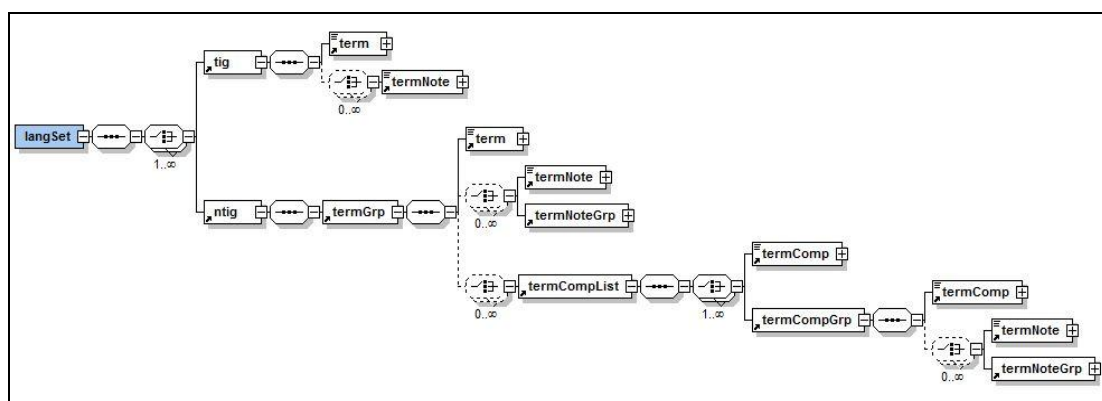 term
tig
termNote
0..∞
langSet
term
1..∞
termNote
ntig
termGrp
termNoteGrp
0..∞
termComp
termCompList
termComp
0..∞
1..∞
termCompGrp
termNote
termNoteGrp
0..∞